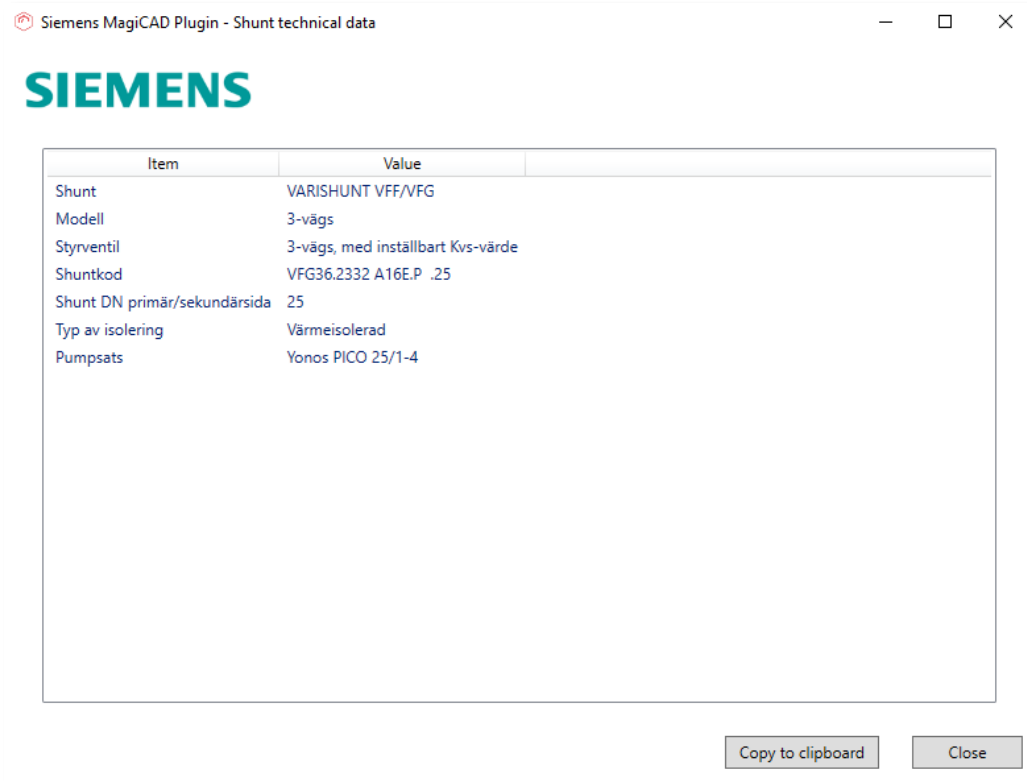 Siemens MagiCAD Plugin - Shunt technical data
SIEMENS
Item Value
Shunt VARISHUNT VFF/VFG
Modell 3-vägs
Styrventil 3-vägs, med inställbart Kvs-värde
Shuntkod VFG36.2332 A16E.P  .25
Shunt DN primär/sekundärsida 25
Typ av isolering Värmeisolerad
Pumpsats Yonos PICO 25/1-4
Copy to clipboard Close